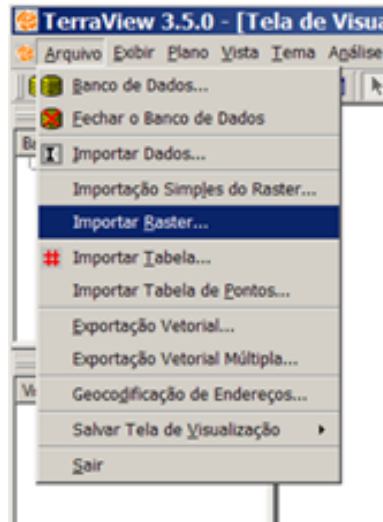 TerraView 3.5.0 - [Tela de Visua
Arquivo Exibir Plano Vista Tema Análise
Banco de Dados...
Fechar o Banco de Dados
Importar Dados...
Importação Simples do Raster...
Importar Raster...
Importar Tabela...
Importar Tabela de Pontos...
Exportação Vetorial...
Exportação Vetorial Múltipla...
Geocodificação de Endereços...
Salvar Tela de Visualização
Sair